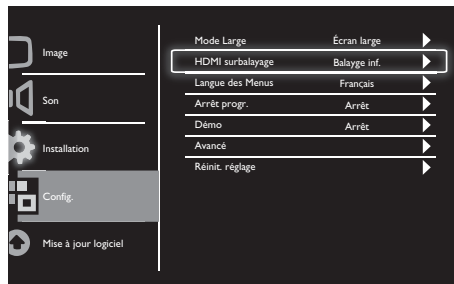 Image
Son
Installation
Config.
Mise à jour logiciel
Mode Large Écran large
HDMI surbalayage Balayge inf.
Langue des Menus Français
Arrêt progr. Arrêt
Démo Arrêt
Avancé
Réinit. réglage